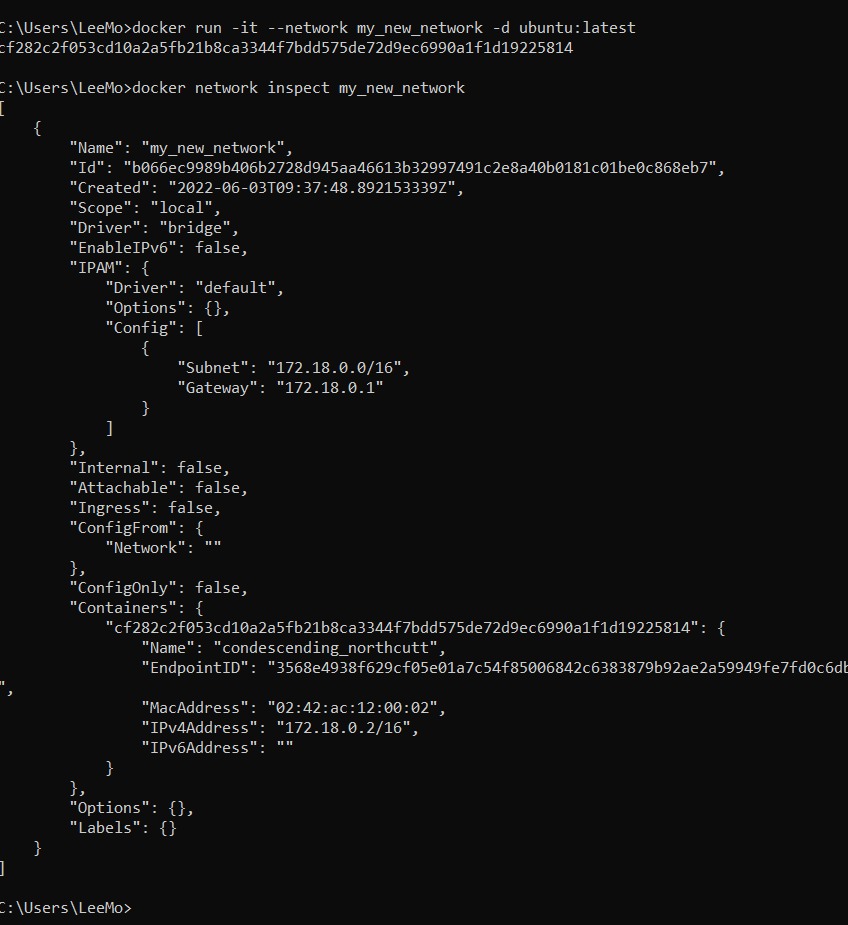 C:\Users\LeeMo>docker run -it --network my_new_network -d ubuntu:latest
cf282c2f053cd10a2a5fb21b8ca3344f7bdd575de72d9ec6990a1f1d19225814
C:\Users\LeeMo>docker network inspect my_new_network
[
    {
        "Name": "my_new_network",
        "Id": "b066ec9989b406b2728d945aa46613b32997491c2e8a40b0181c01be0c868eb7",
        "Created": "2022-06-03T09:37:48.892153339Z",
        "Scope": "local",
        "Driver": "bridge",
        "EnableIPv6": false,
        "IPAM": {
            "Driver": "default",
            "Options": {},
            "Config": [
                {
                    "Subnet": "172.18.0.0/16",
                    "Gateway": "172.18.0.1"
                }
            ]
        },
        "Internal": false,
        "Attachable": false,
        "Ingress": false,
        "ConfigFrom": {
            "Network": ""
        },
        "ConfigOnly": false,
        "Containers": {
            "cf282c2f053cd10a2a5fb21b8ca3344f7bdd575de72d9ec6990a1f1d19225814": {
                "Name": "condescending_northcutt",
                "EndpointID": "3568e4938f629cf05e01a7c54f85006842c6383879b92ae2a59949fe7fd0c6db
",
                "MacAddress": "02:42:ac:12:00:02",
                "IPv4Address": "172.18.0.2/16",
                "IPv6Address": ""
            }
        },
        "Options": {},
        "Labels": {}
    }
]
C:\Users\LeeMo>